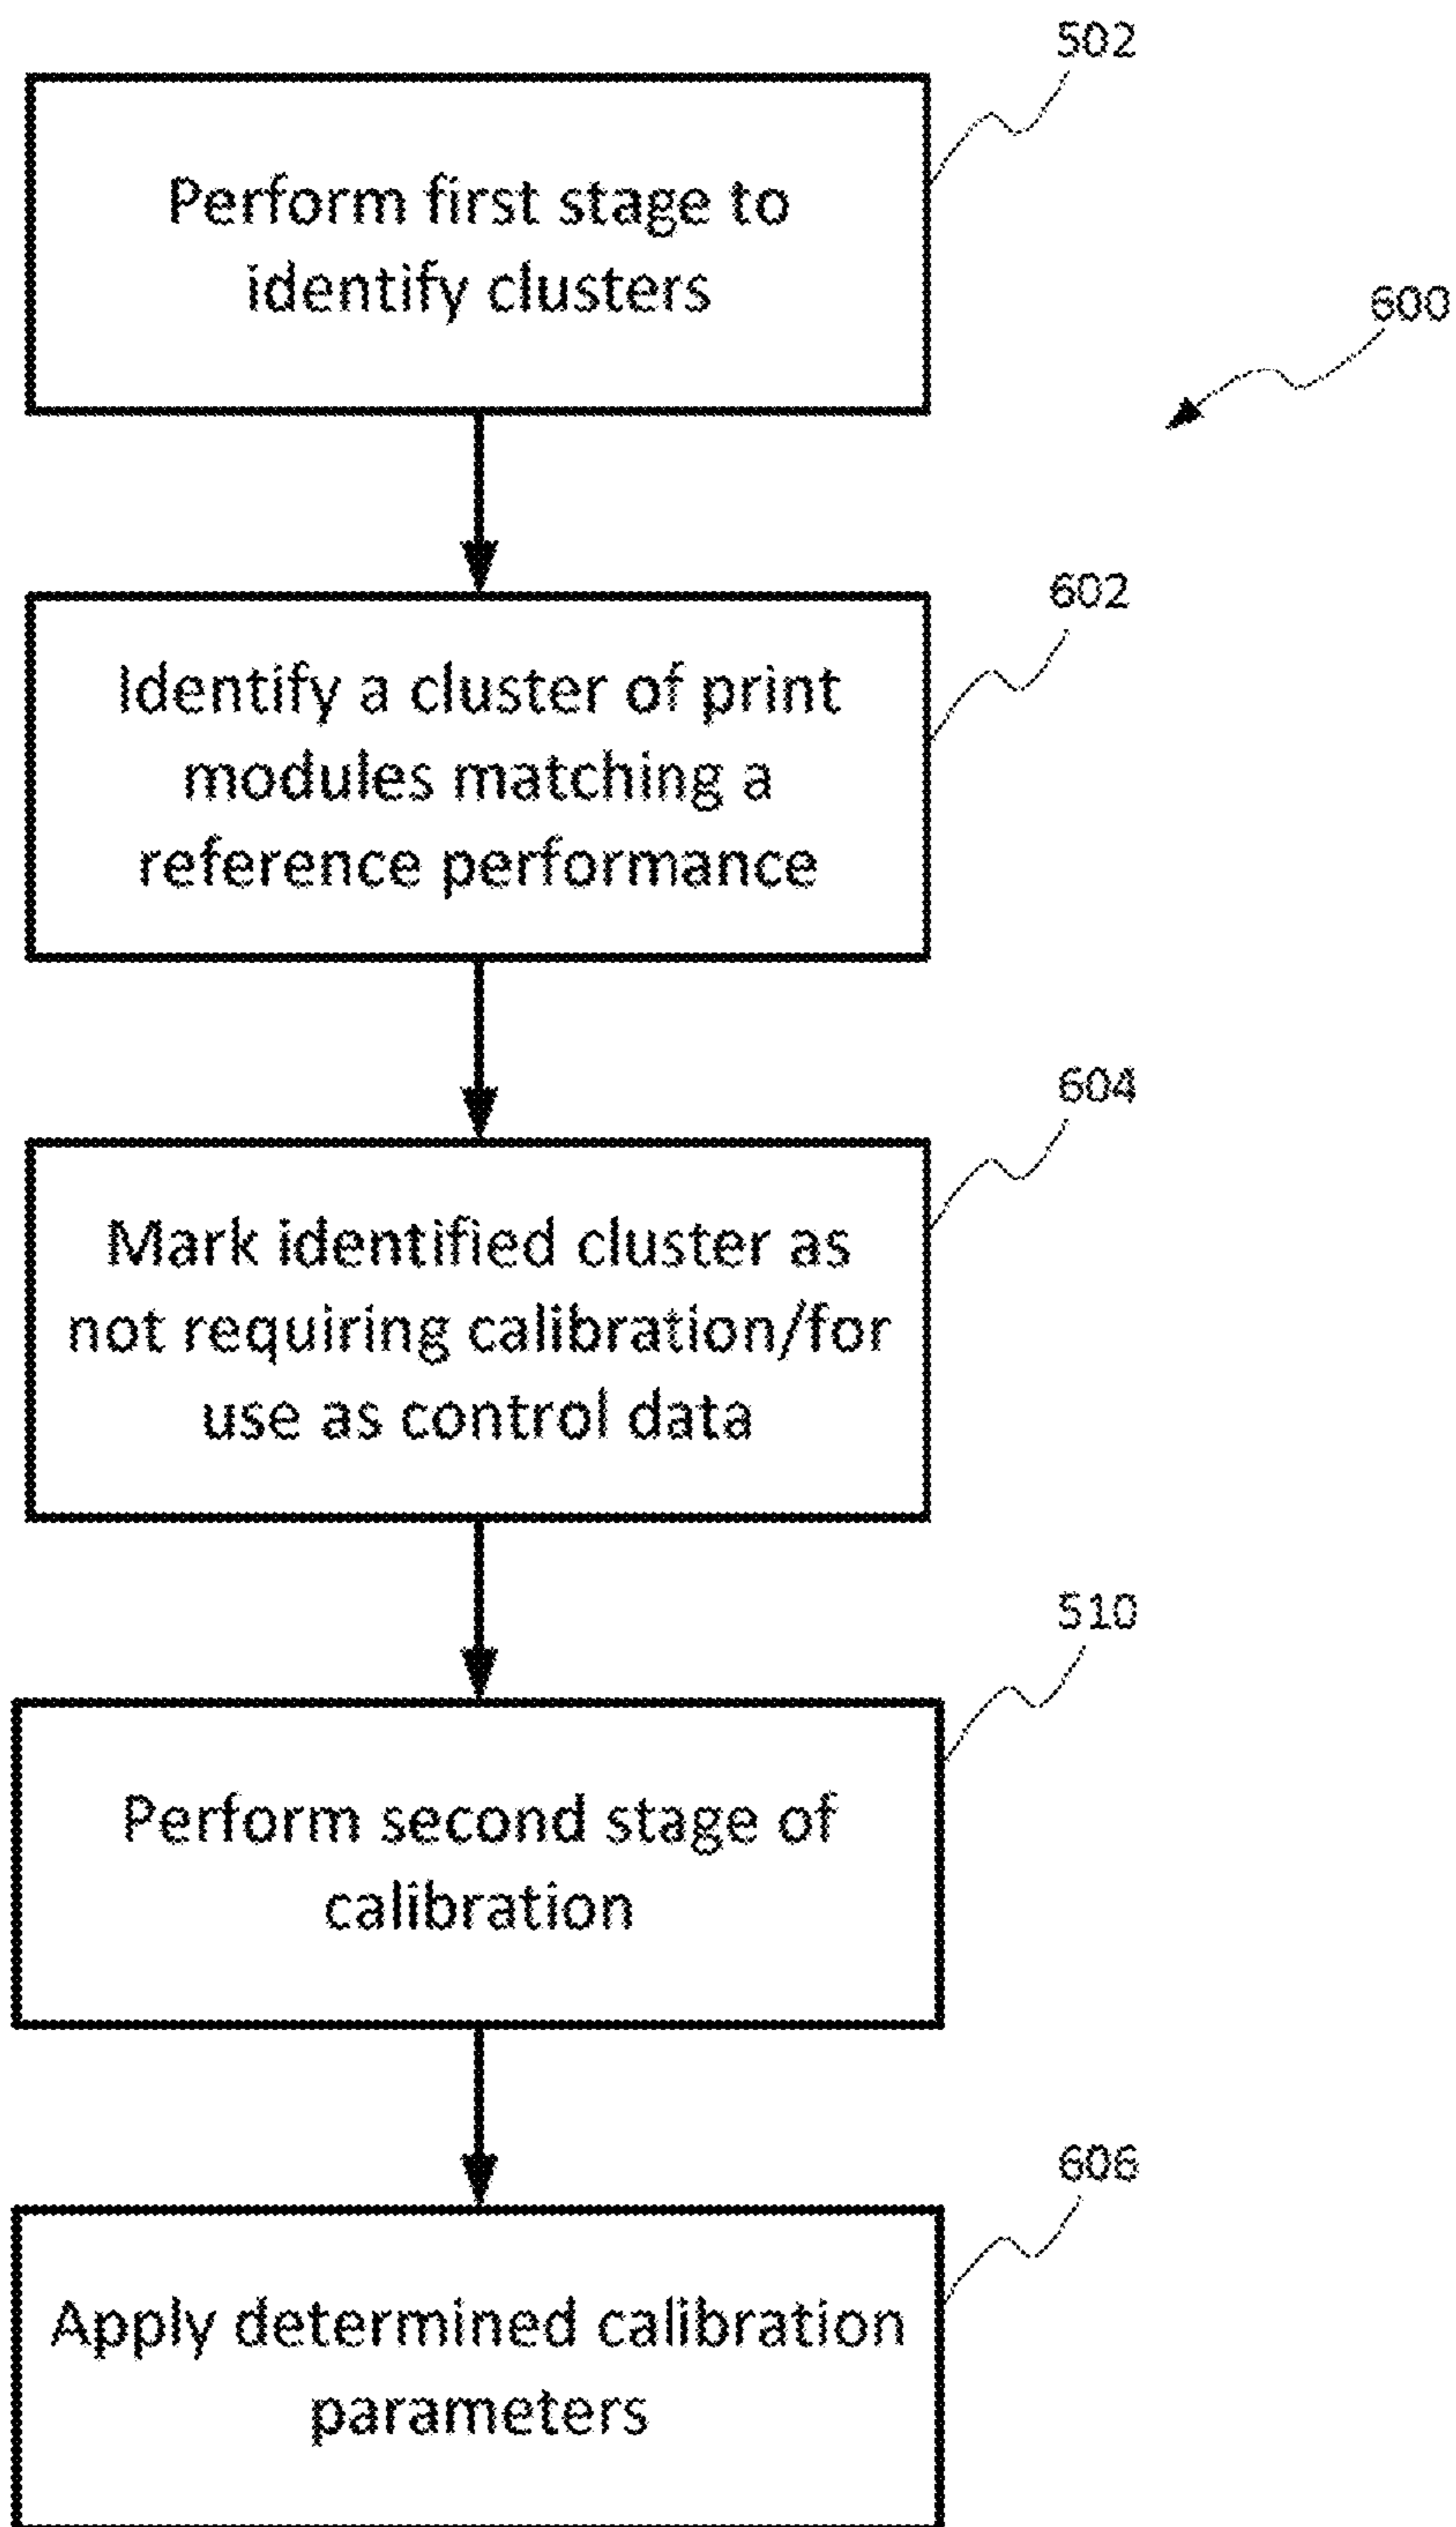 502
Perform first stage to
identify clusters
600
602
Identify a cluster of print
modules matching a
reference performance
604
Mark identified cluster as
not requiring calibration/for
use as control data
510
Perform second stage of
calibration
606
Apply determined calibration
parameters